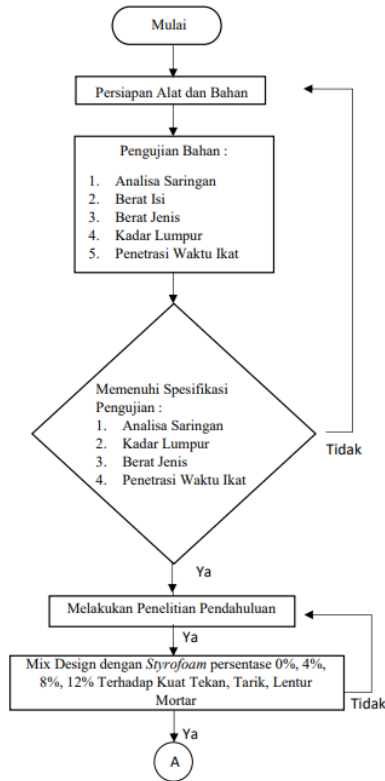 Mulai
Persiapan Alat dan Bahan
Pengujian Bahan :
1. Analisa Saringan
2. Berat Isi
3. Berat Jenis
4. Kadar Lumpur
5. Penetrasi Waktu Ikat
Memenuhi Spesifikasi
Pengujian :
1. Analisa Saringan
2. Kadar Lumpur
3. Berat Jenis
4. Penetrasi Waktu Ikat
Tidak
Ya
Melakukan Penelitian Pendahuluan
Ya
Mix Design dengan Styrofoam persentase 0%, 4%,
8%, 12% Terhadap Kuat Tekan, Tarik, Lentur
Mortar
Tidak
Ya
A